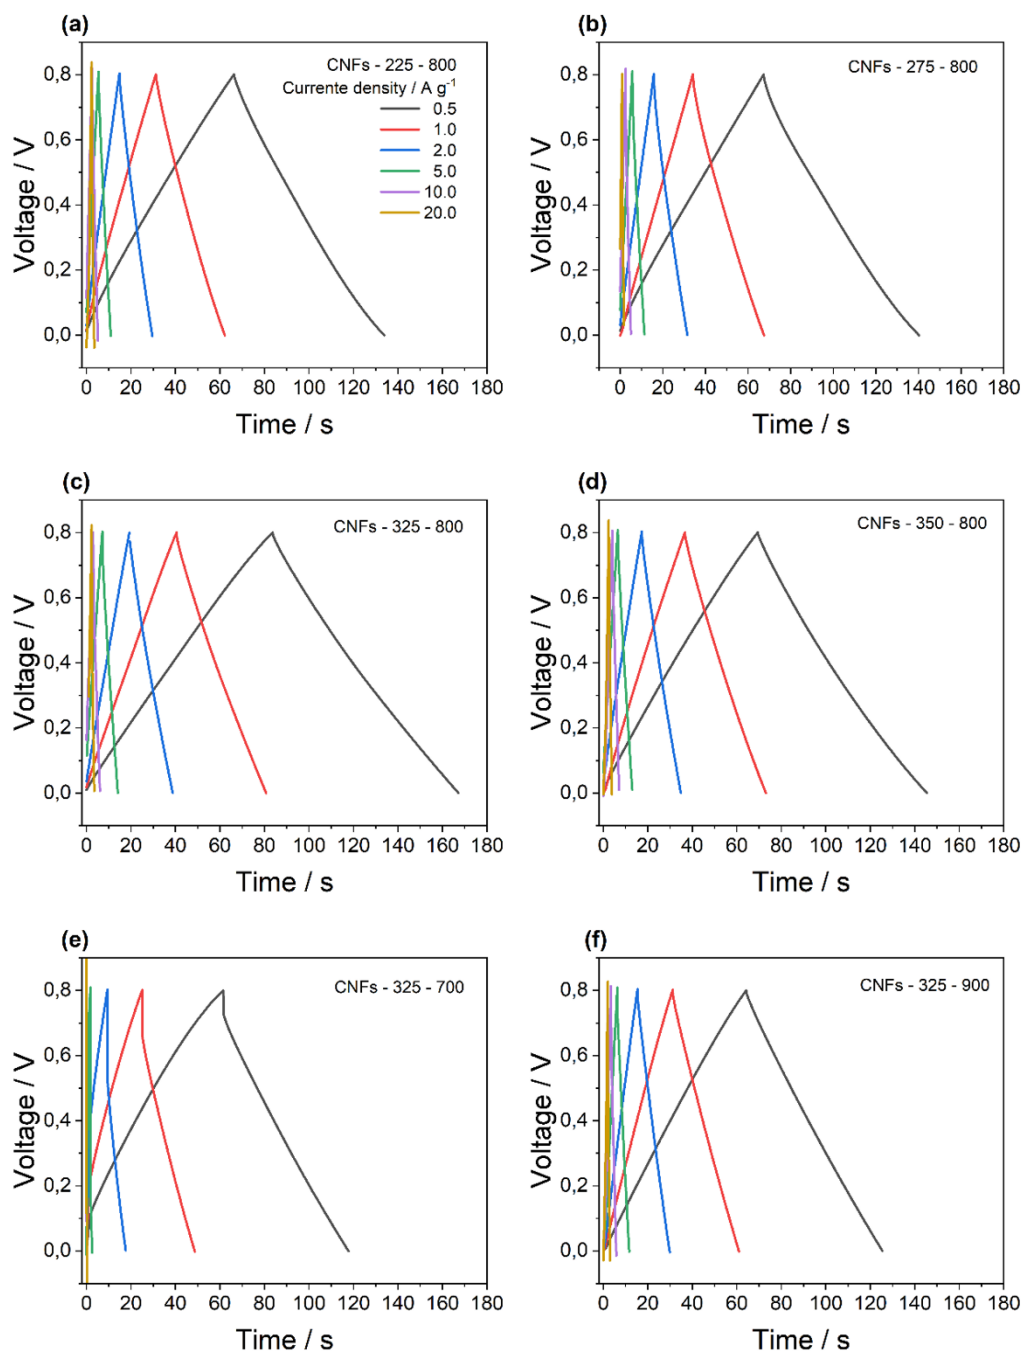 (a)
CNFs - 225 - 800
Currente density / A g⁻¹
0.5
1.0
2.0
5.0
10.0
20.0
0,8
0,6
0,4
0,2
0,0
Voltage / V
0 20 40 60 80 100 120 140 160 180
Time / s
(b)
CNFs - 275 - 800
0,8
0,6
0,4
0,2
0,0
Voltage / V
0 20 40 60 80 100 120 140 160 180
Time / s
(c)
CNFs - 325 - 800
0,8
0,6
0,4
0,2
0,0
Voltage / V
0 20 40 60 80 100 120 140 160 180
Time / s
(d)
CNFs - 350 - 800
0,8
0,6
0,4
0,2
0,0
Voltage / V
0 20 40 60 80 100 120 140 160 180
Time / s
(e)
CNFs - 325 - 700
0,8
0,6
0,4
0,2
0,0
Voltage / V
0 20 40 60 80 100 120 140 160 180
Time / s
(f)
CNFs - 325 - 900
0,8
0,6
0,4
0,2
0,0
Voltage / V
0 20 40 60 80 100 120 140 160 180
Time / s